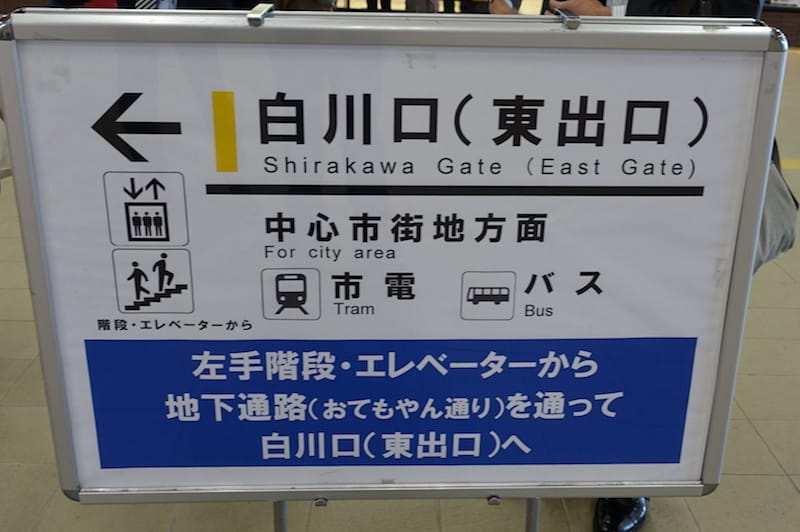 ← 白川口（東出口）
Shirakawa Gate (East Gate)
中心市街地方面
For city area
市電
Tram
バス
Bus
階段・エレベーターから
左手階段・エレベーターから
地下通路（おてもやん通り）を通って
白川口（東出口）へ